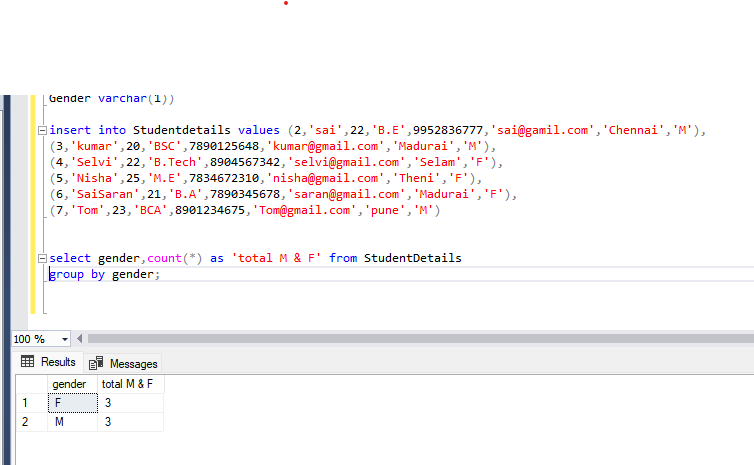 Gender varchar(1))
insert into Studentdetails values (2,'sai',22,'B.E',9952836777,'sai@gamil.com','Chennai','M'),
(3,'kumar',20,'BSC',7890125648,'kumar@gmail.com','Madurai','M'),
(4,'Selvi',22,'B.Tech',8904567342,'selvi@gmail.com','Selam','F'),
(5,'Nisha',25,'M.E',7834672310,'nisha@gmail.com','Theni','F'),
(6,'SaiSaran',21,'B.A',7890345678,'saran@gmail.com','Madurai','F'),
(7,'Tom',23,'BCA',8901234675,'Tom@gmail.com','pune','M')
select gender,count(*) as 'total M & F' from StudentDetails
group by gender;
100 %
Results Messages
gender total M & F
1 F 3
2 M 3